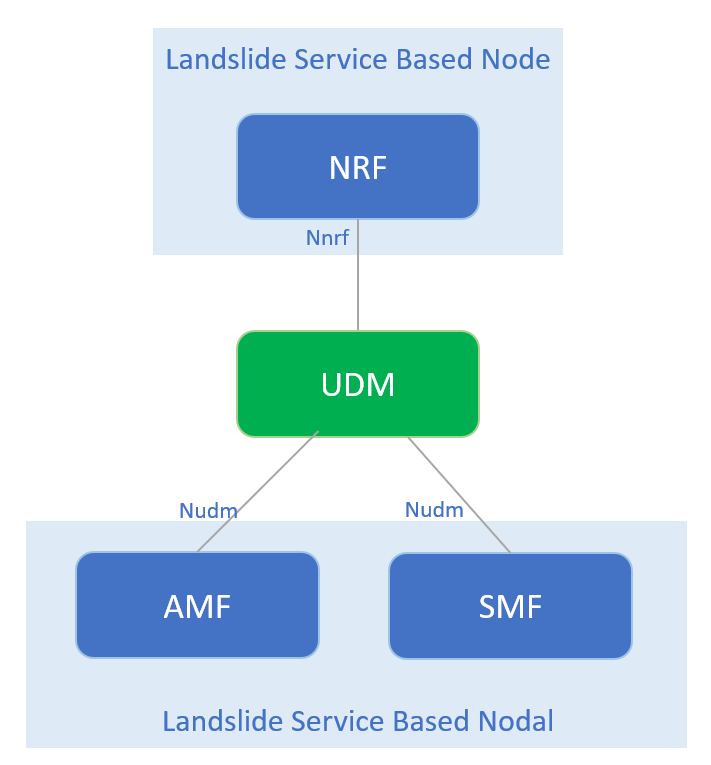 Landslide Service Based Node
NRF
Nnrf
UDM
Nudm
Nudm
AMF
SMF
Landslide Service Based Nodal